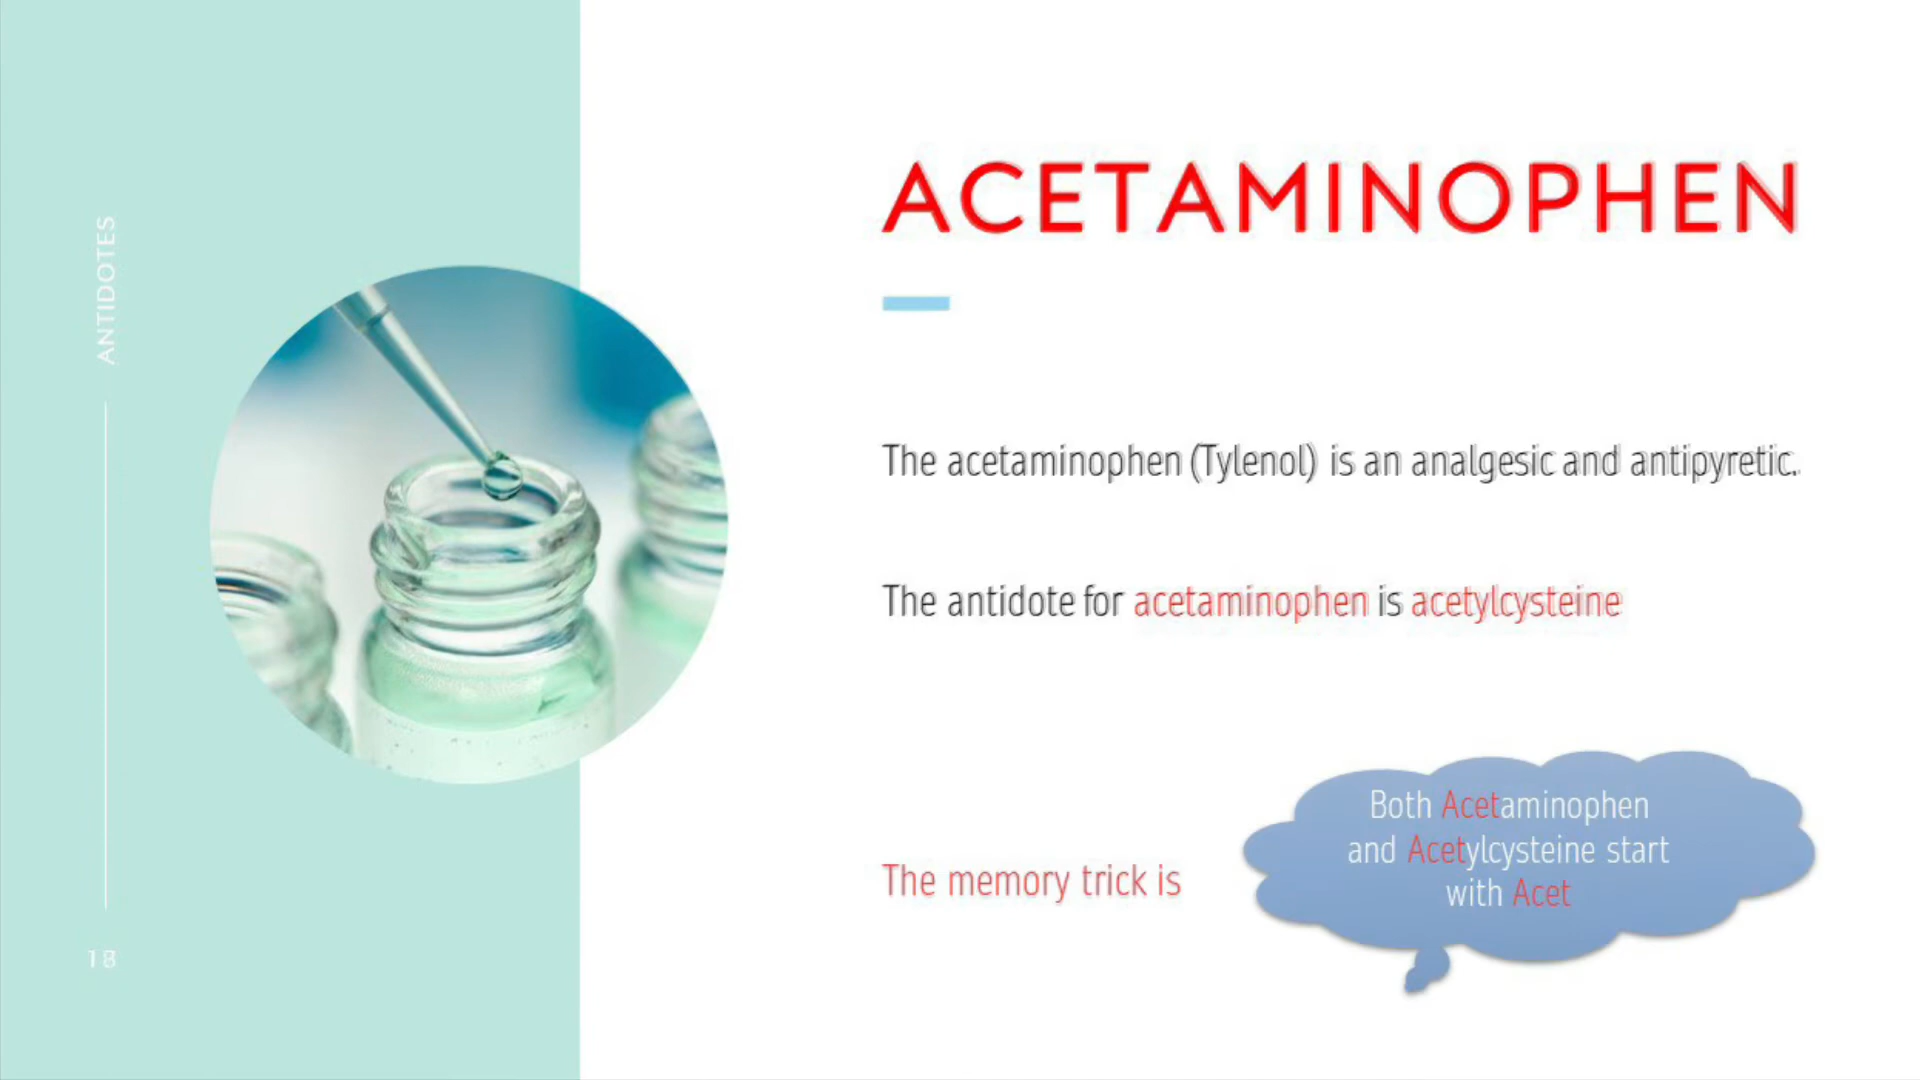 ANTIDOTES
ACETAMINOPHEN
The acetaminophen (Tylenol) is an analgesic and antipyretic.
The antidote for acetaminophen is acetylcysteine
The memory trick is
Both Acetaminophen
and Acetylcysteine start
with Acet